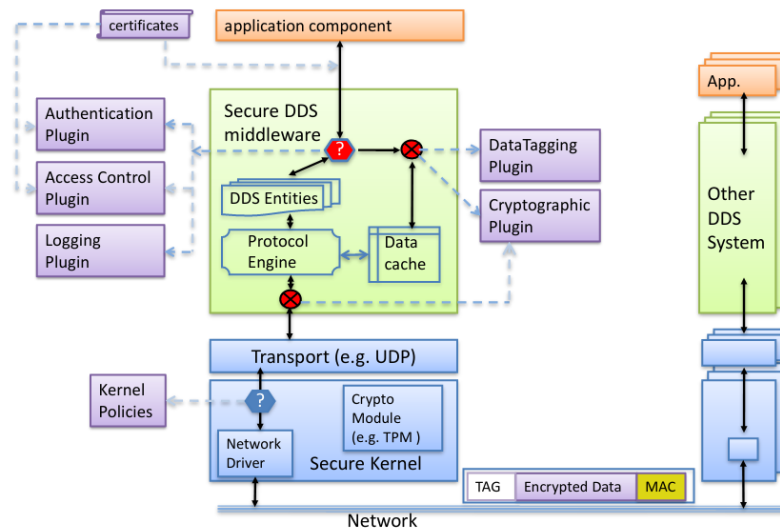 certificates
application component
App.
Secure DDS
middleware
?
Authentication
Plugin
DataTagging
Plugin
Access Control
Plugin
DDS Entities
Cryptographic
Plugin
Other
DDS
System
Logging
Plugin
Protocol
Engine
Data
cache
Transport (e.g. UDP)
Kernel
Policies
?
Crypto
Module
(e.g. TPM )
Network
Driver
Secure Kernel
TAG
Encrypted Data
MAC
Network